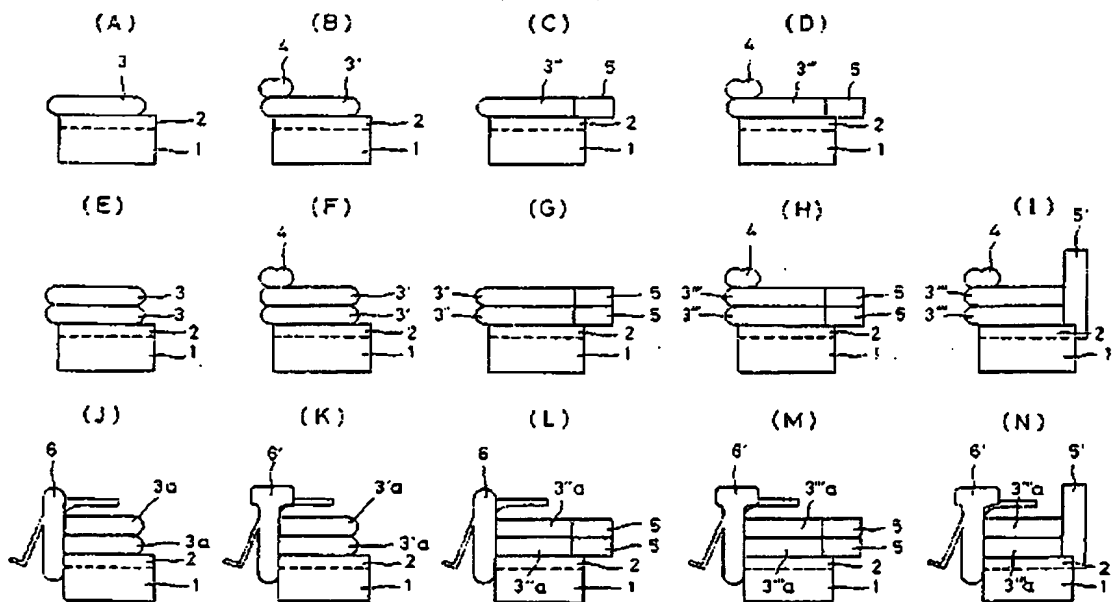 (A) (B) (C) (D)
3 4 3' 3" 5 4 3‴ 5
2 2 2 2
1 1 1 1
(E) (F) (G) (H) (I)
4 4 4 5'
3 3' 3" 5 3‴ 5 3‴
3 3' 3" 5 3‴ 5 3‴
2 2 2 2 2
1 1 1 1 1
(J) (K) (L) (M) (N)
6 6' 6 6' 6' 5'
3a 3'a 3"a 3‴a 3‴a
3a 3'a 5 5
5 5
2 2 3"a 2 3‴a 2 3‴a 2
1 1 1 1 1